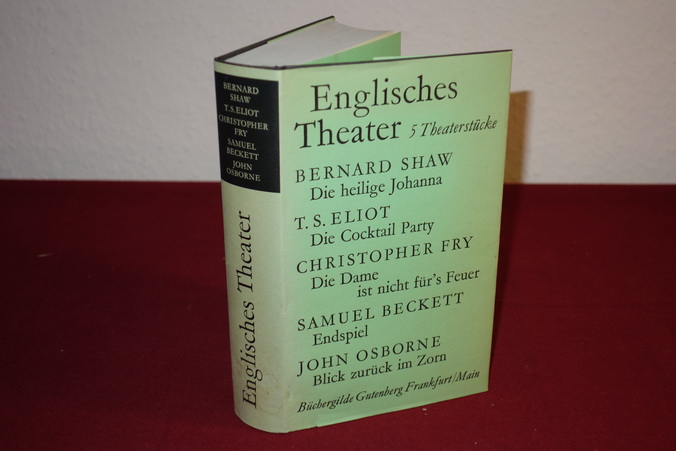 BERNARD
SHAW
T.S.ELIOT
CHRISTOPHER
FRY
SAMUEL
BECKETT
JOHN
OSBORNE
Englisches Theater
Englisches
Theater 5 Theaterstücke
BERNARD SHAW
Die heilige Johanna
T. S. ELIOT
Die Cocktail Party
CHRISTOPHER FRY
Die Dame
ist nicht für's Feuer
SAMUEL BECKETT
Endspiel
JOHN OSBORNE
Blick zurück im Zorn
Büchergilde Gutenberg Frankfurt/Main